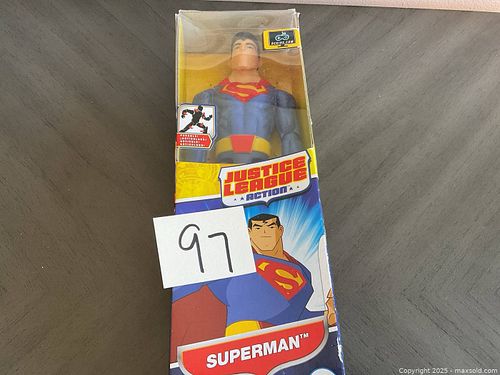 JUSTICE
LEAGUE
ACTION
97
SUPERMAN™
Copyright 2025 - maxsold.com